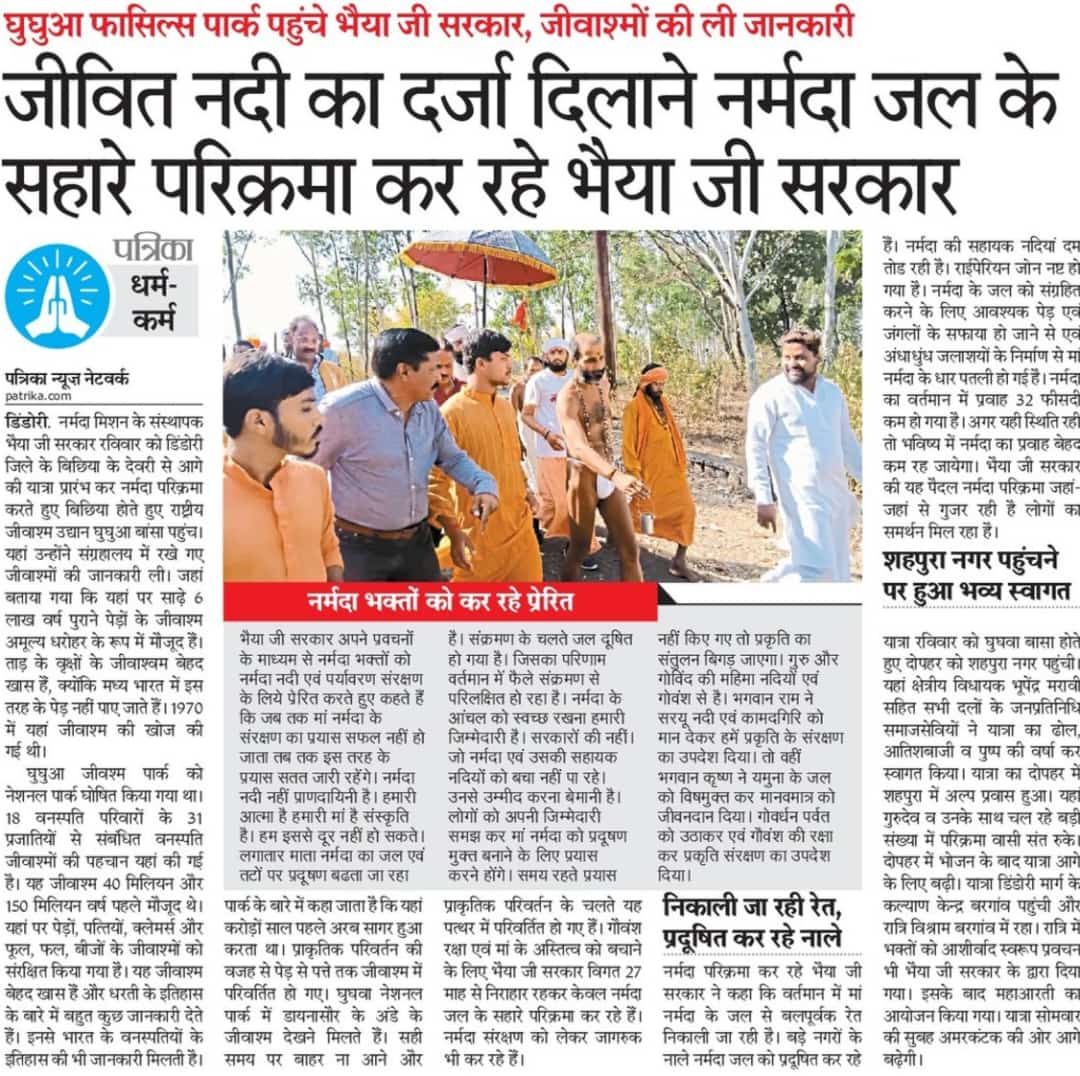 घुघुआ फासिल्स पार्क पहुंचे भैया जी सरकार, जीवाश्मों की ली जानकारी
जीवित नदी का दर्जा दिलाने नर्मदा जल के
सहारे परिक्रमा कर रहे भैया जी सरकार
पत्रिका
धर्म-
कर्म
पत्रिका न्यूज़ नेटवर्क
patrika.com
डिंडोरी. नर्मदा मिशन के संस्थापक
भैया जी सरकार रविवार को डिंडोरी
जिले के बिछिया के देवरी से आगे
की यात्रा प्रारंभ कर नर्मदा परिक्रमा
करते हुए बिछिया होते हुए राष्ट्रीय
जीवाश्म उद्यान घुघुआ बांसा पहुंच।
यहां उन्होंने संग्रहालय में रखे गए
जीवाश्मों की जानकारी ली। जहां
बताया गया कि यहां पर साढ़े 6
लाख वर्ष पुराने पेड़ों के जीवाश्म
अमूल्य धरोहर के रूप में मौजूद हैं।
ताड़ के वृक्षों के जीवाश्वम बेहद
खास हैं, क्योंकि मध्य भारत में इस
तरह के पेड़ नहीं पाए जाते हैं। 1970
में यहां जीवाश्म की खोज की
गई थी।
घुघुआ जीवश्म पार्क को
नेशनल पार्क घोषित किया गया था।
18 वनस्पति परिवारों के 31
प्रजातियों से संबंधित वनस्पति
जीवाश्मों की पहचान यहां की गई
है। यह जीवाश्म 40 मिलियन और
150 मिलियन वर्ष पहले मौजूद थे।
यहां पर पेड़ों, पत्तियों, क्लेमर्स और
फूल, फल, बीजों के जीवाश्मों को
संरक्षित किया गया है। यह जीवाश्म
बेहद खास हैं और धरती के इतिहास
के बारे में बहुत कुछ जानकारी देते
हैं। इनसे भारत के वनस्पतियों के
इतिहास की भी जानकारी मिलती है।
पार्क के बारे में कहा जाता है कि यहां
करोड़ों साल पहले अरब सागर हुआ
करता था। प्राकृतिक परिवर्तन की
वजह से पेड़ से पत्ते तक जीवाश्म में
परिवर्तित हो गए। घुघवा नेशनल
पार्क में डायनासौर के अंडे के
जीवाश्म देखने मिलते हैं। सही
समय पर बाहर ना आने और
प्राकृतिक परिवर्तन के चलते यह
पत्थर में परिवर्तित हो गए हैं। गौवंश
रक्षा एवं मां के अस्तित्व को बचाने
के लिए भैया जी सरकार विगत 27
माह से निराहार रहकर केवल नर्मदा
जल के सहारे परिक्रमा कर रहे हैं।
नर्मदा संरक्षण को लेकर जागरुक
भी कर रहे हैं।
नर्मदा भक्तों को कर रहे प्रेरित
भैया जी सरकार अपने प्रवचनों
के माध्यम से नर्मदा भक्तों को
नर्मदा नदी एवं पर्यावरण संरक्षण
के लिये प्रेरित करते हुए कहते हैं
कि जब तक मां नर्मदा के
संरक्षण का प्रयास सफल नहीं हो
जाता तब तक इस तरह के
प्रयास सतत जारी रहेंगे। नर्मदा
नदी नहीं प्राणदायिनी है। हमारी
आत्मा है हमारी मां है संस्कृति
है। हम इससे दूर नहीं हो सकते।
लगातार माता नर्मदा का जल एवं
तटों पर प्रदूषण बढता जा रहा
है। संक्रमण के चलते जल दूषित
हो गया है। जिसका परिणाम
वर्तमान में फैले संक्रमण से
परिलक्षित हो रहा है। नर्मदा के
आंचल को स्वच्छ रखना हमारी
जिम्मेदारी है। सरकारों की नहीं।
जो नर्मदा एवं उसकी सहायक
नदियों को बचा नहीं पा रहे।
उनसे उम्मीद करना बेमानी है।
लोगों को अपनी जिम्मेदारी
समझ कर मां नर्मदा को प्रदूषण
मुक्त बनाने के लिए प्रयास
करने होंगे। समय रहते प्रयास
नहीं किए गए तो प्रकृति का
संतुलन बिगड़ जाएगा। गुरु और
गोविंद की महिमा नदियों एवं
गोवंश से है। भगवान राम ने
सरयू नदी एवं कामदगिरि को
मान देकर हमें प्रकृति के संरक्षण
का उपदेश दिया। तो वहीं
भगवान कृष्ण ने यमुना के जल
को विषमुक्त कर मानवमात्र को
जीवनदान दिया। गोवर्धन पर्वत
को उठाकर एवं गौवंश की रक्षा
कर प्रकृति संरक्षण का उपदेश
दिया।
निकाली जा रही रेत,
प्रदूषित कर रहे नाले
नर्मदा परिक्रमा कर रहे भैया जी
सरकार ने कहा कि वर्तमान में मां
नर्मदा के जल से बलपूर्वक रेत
निकाली जा रही है। बड़े नगरों के
नाले नर्मदा जल को प्रदूषित कर रहे
हैं। नर्मदा की सहायक नदियां दम
तोड रही है। राईपेरियन जोन नष्ट हो
गया है। नर्मदा के जल को संग्रहित
करने के लिए आवश्यक पेड़ एवं
जंगलों के सफाया हो जाने से एवं
अंधाधुंध जलाशयों के निर्माण से मां
नर्मदा के धार पतली हो गई है। नर्मदा
का वर्तमान में प्रवाह 32 फीसदी
कम हो गया है। अगर यही स्थिति रही
तो भविष्य में नर्मदा का प्रवाह बेहद
कम रह जायेगा। भैया जी सरकार
की यह पैदल नर्मदा परिक्रमा जहां-
जहां से गुजर रही है लोगों का
समर्थन मिल रहा है।
शहपुरा नगर पहुंचने
पर हुआ भव्य स्वागत
यात्रा रविवार को घुघवा बासा होते
हुए दोपहर को शहपुरा नगर पहुंची।
यहां क्षेत्रीय विधायक भूपेंद्र मरावी
सहित सभी दलों के जनप्रतिनिधि
समाजसेवियों ने यात्रा का ढोल,
आतिशबाजी व पुष्प की वर्षा कर
स्वागत किया। यात्रा का दोपहर में
शहपुरा में अल्प प्रवास हुआ। यहां
गुरुदेव व उनके साथ चल रहे बड़ी
संख्या में परिक्रमा वासी संत रुके।
दोपहर में भोजन के बाद यात्रा आगे
के लिए बढ़ी। यात्रा डिंडोरी मार्ग के
कल्याण केन्द्र बरगांव पहुंची और
रात्रि विश्राम बरगांव में रहा। रात्रि में
भक्तों को आशीर्वाद स्वरूप प्रवचन
भी भैया जी सरकार के द्वारा दिया
गया। इसके बाद महाआरती का
आयोजन किया गया। यात्रा सोमवार
की सुबह अमरकंटक की ओर आगे
बढ़ेगी।